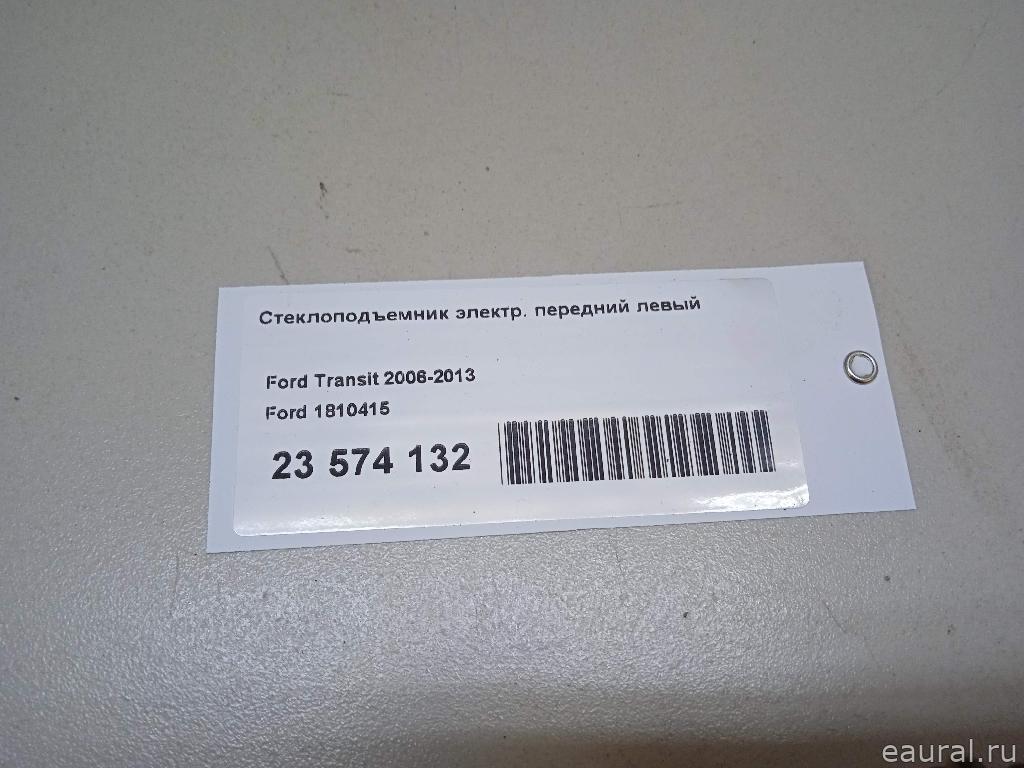 Стеклоподъемник электр. передний левый
Ford Transit 2006-2013
Ford 1810415
23 574 132
eaural.ru